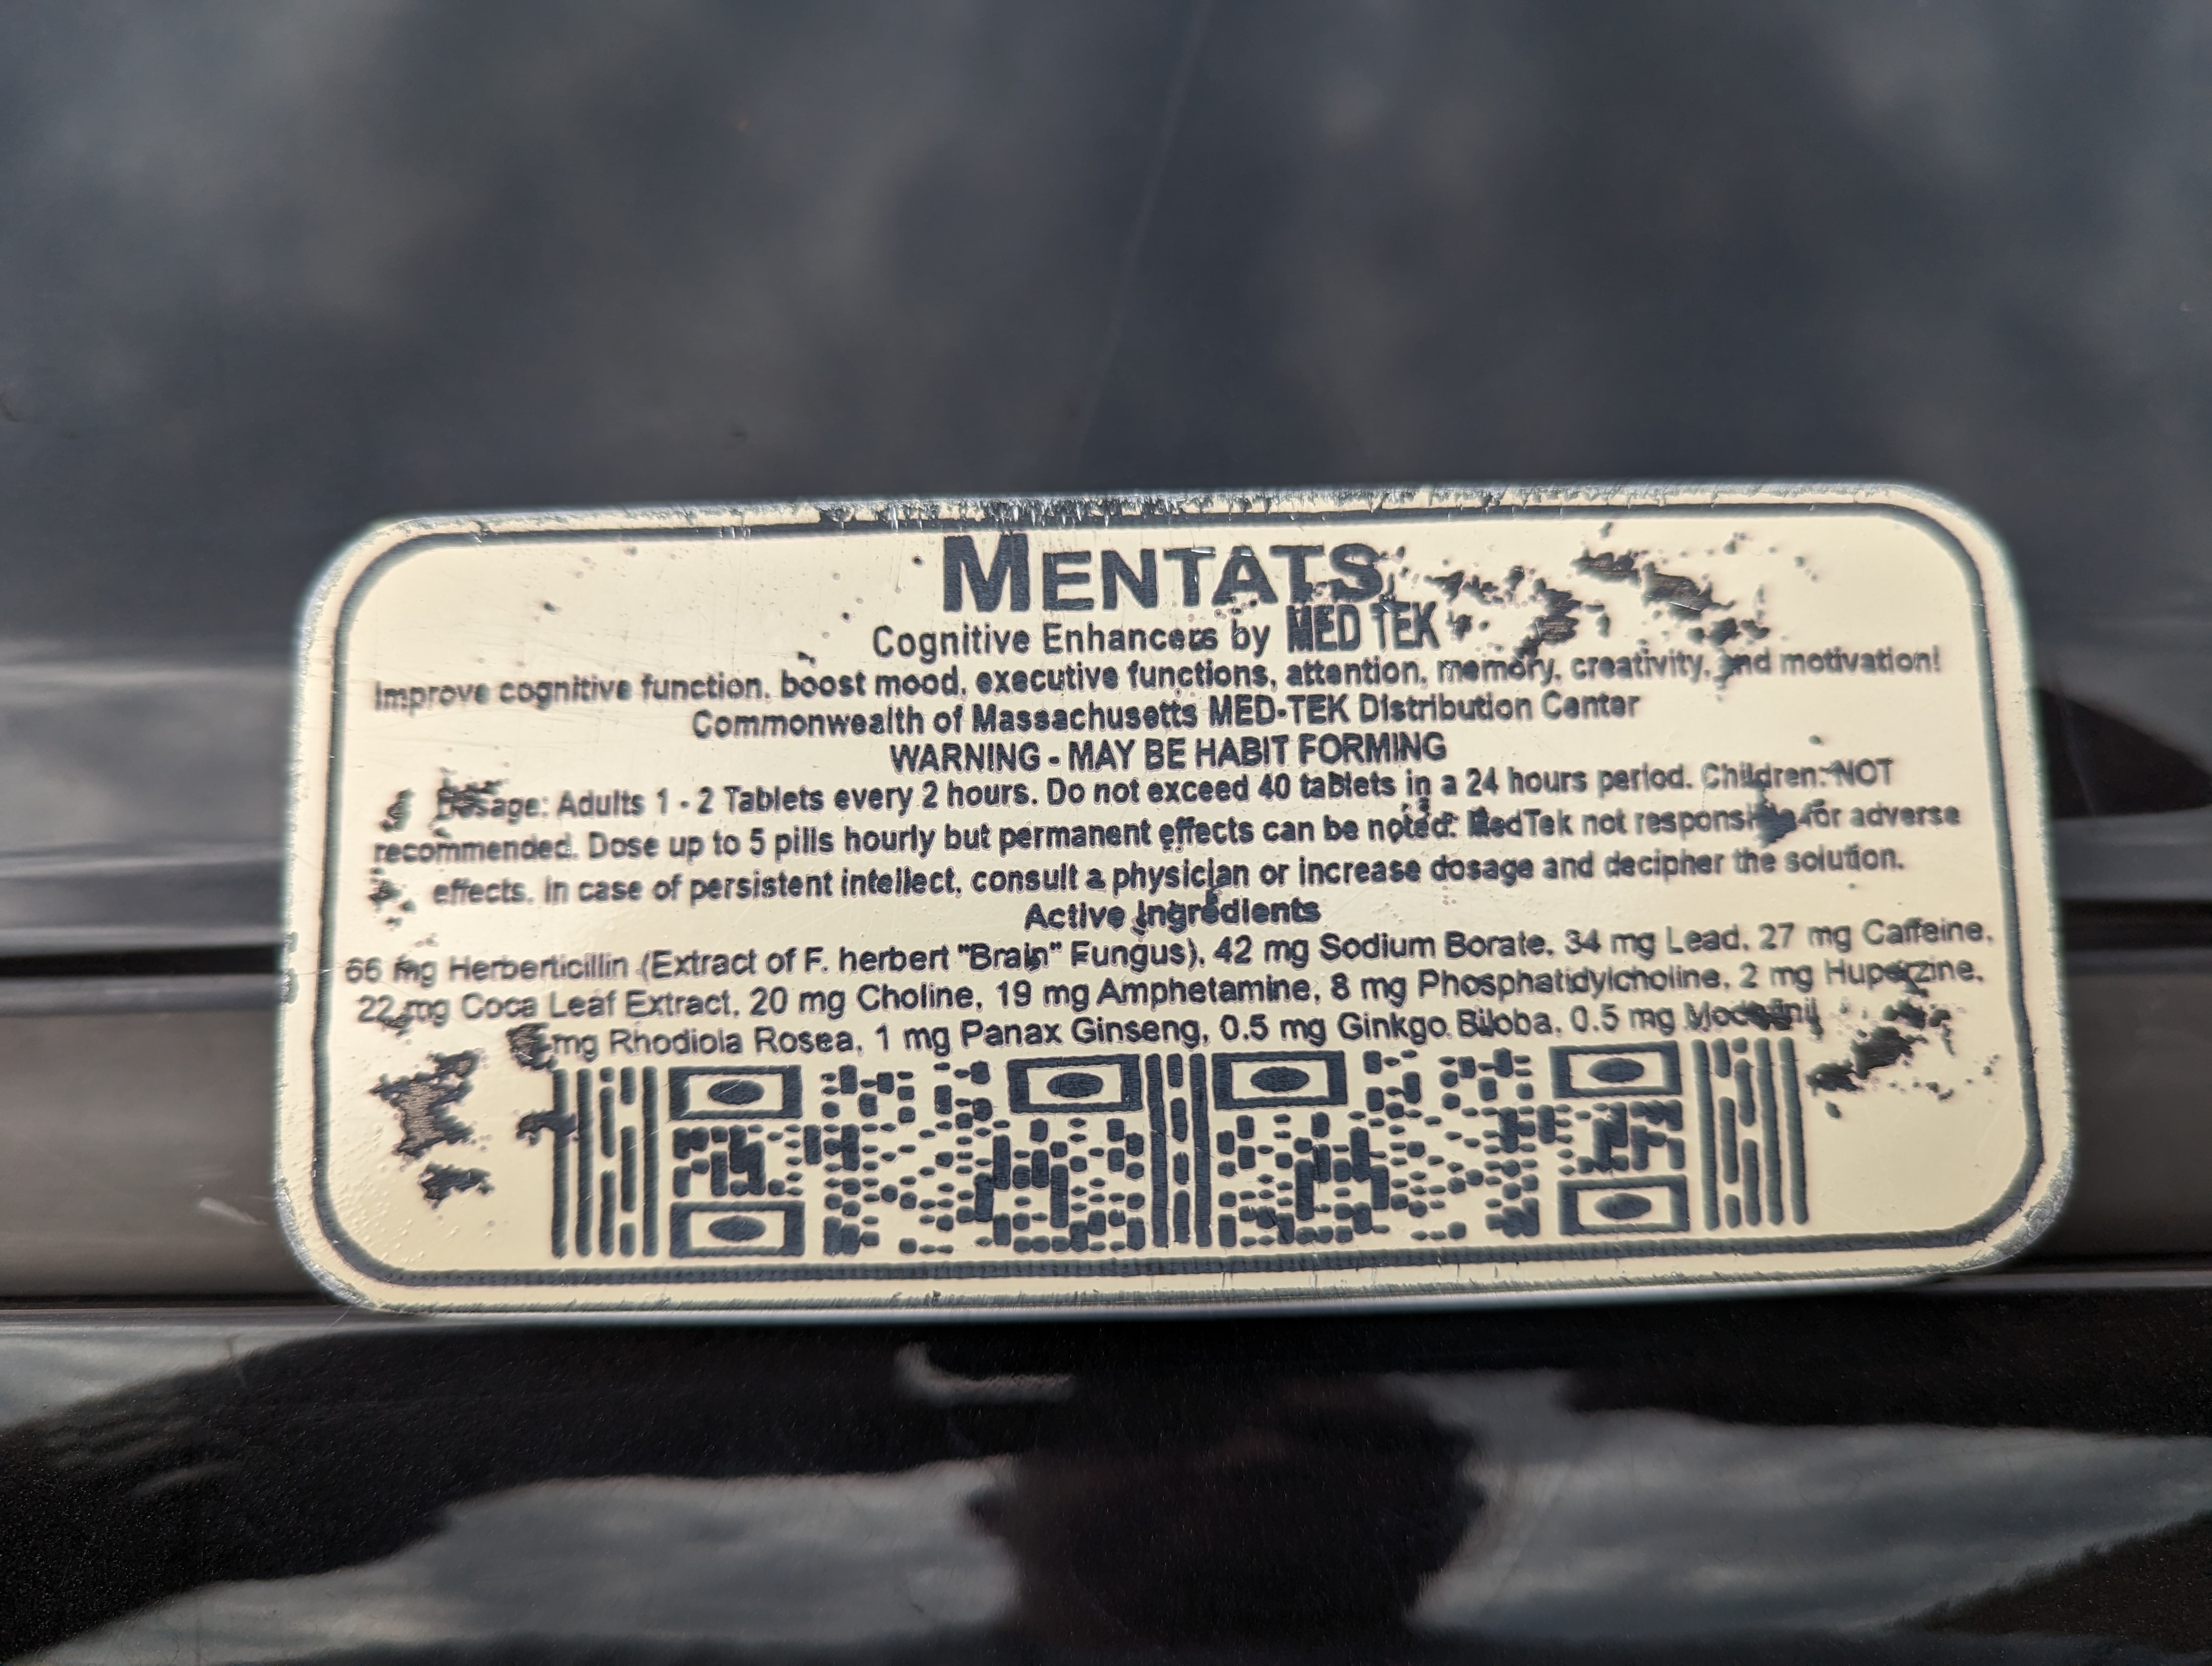 MENTATS
Cognitive Enhancers by MED TEK
Improve cognitive function, boost mood, executive functions, attention, memory, creativity, and motivation!
Commonwealth of Massachusetts MED-TEK Distribution Center
WARNING - MAY BE HABIT FORMING
Dosage: Adults 1 - 2 Tablets every 2 hours. Do not exceed 40 tablets in a 24 hours period. Children: NOT
recommended. Dose up to 5 pills hourly but permanent effects can be noted. MedTek not responsible for adverse
effects. In case of persistent intellect, consult a physician or increase dosage and decipher the solution.
Active Ingredients
66 mg Herberticillin (Extract of F. herbert "Brain" Fungus), 42 mg Sodium Borate, 34 mg Lead, 27 mg Caffeine,
22 mg Coca Leaf Extract, 20 mg Choline, 19 mg Amphetamine, 8 mg Phosphatidylcholine, 2 mg Huperzine,
mg Rhodiola Rosea, 1 mg Panax Ginseng, 0.5 mg Ginkgo Biloba, 0.5 mg Modafinil